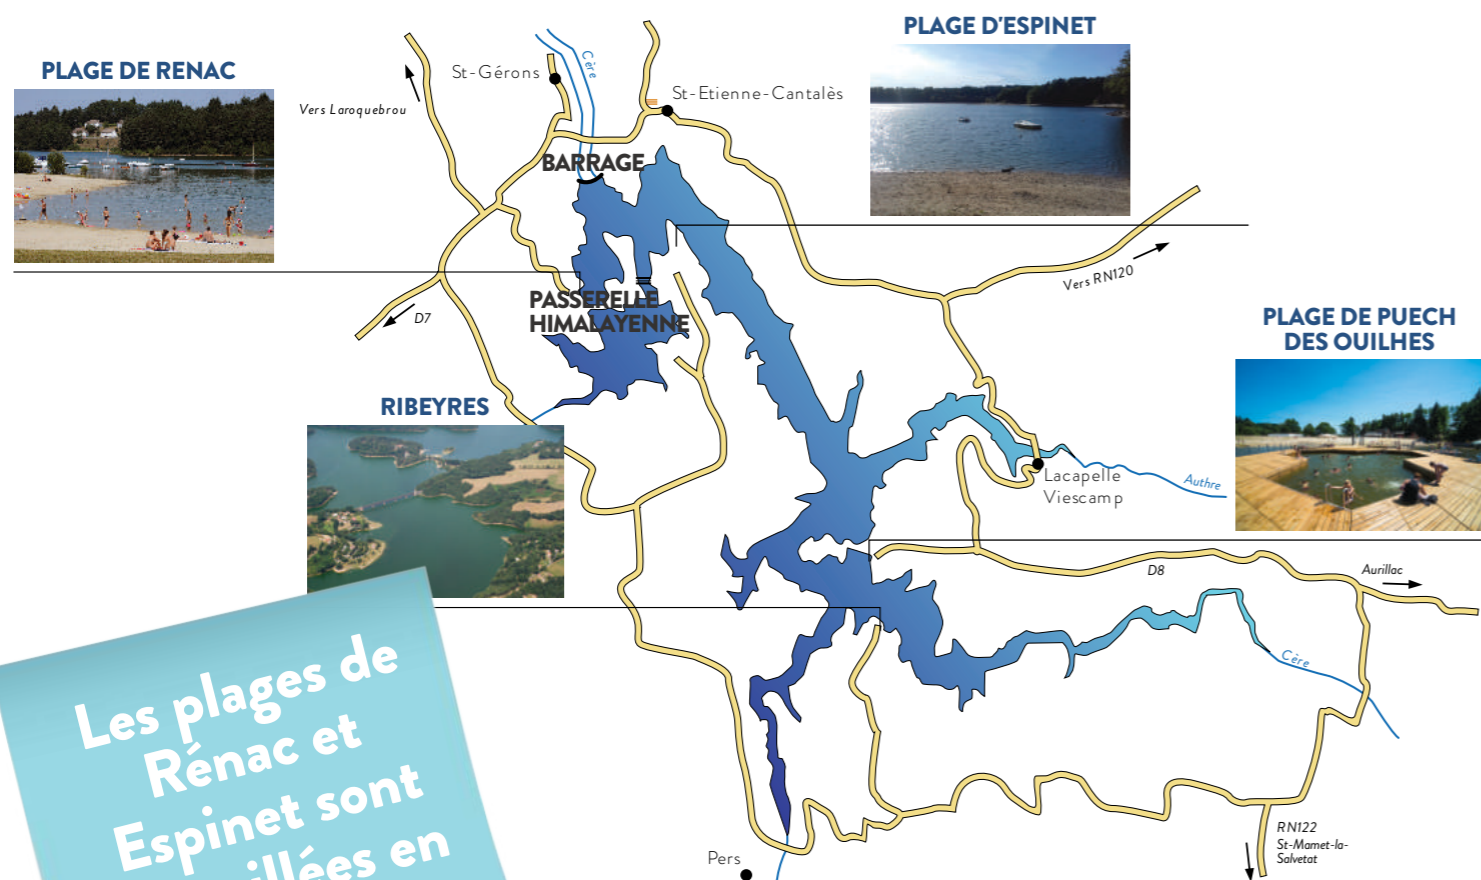 PLAGE D'ESPINET
PLAGE DE RENAC
St-Gérons
Cère
St-Etienne-Cantalès
Vers Laroquebrou
BARRAGE
Vers RN120
PASSERELLE
HIMALAYENNE
D7
PLAGE DE PUECH
DES OUILHES
RIBEYRES
Lacapelle
Viescamp
Authre
D8
Aurillac
Cère
Les plages de
Rénac et
Espinet sont
en
RN122
St-Mamet-la-
Salvetat
Pers